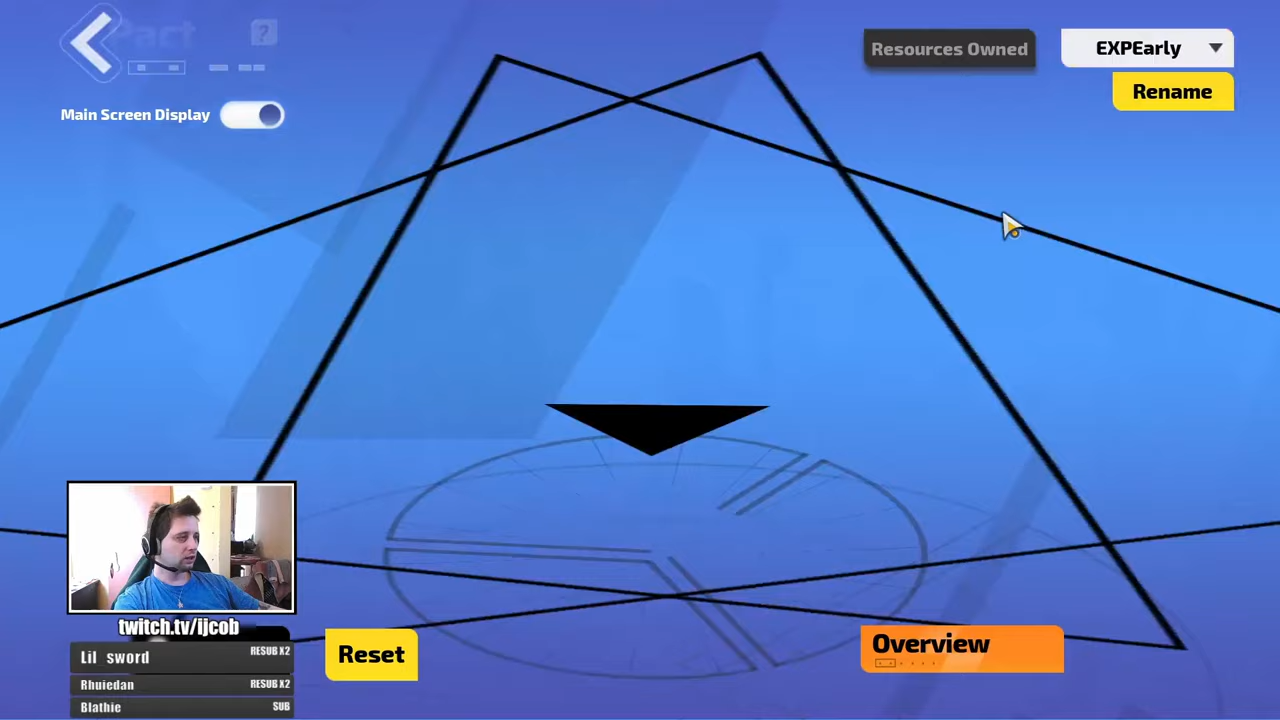 Pact
?
Resources Owned
EXPEarly
Rename
Main Screen Display
twitch.tv/ijcob
Lil sword
RESUB X2
Rhuiedan
RESUB X2
Blathie
SUB
Reset
Overview